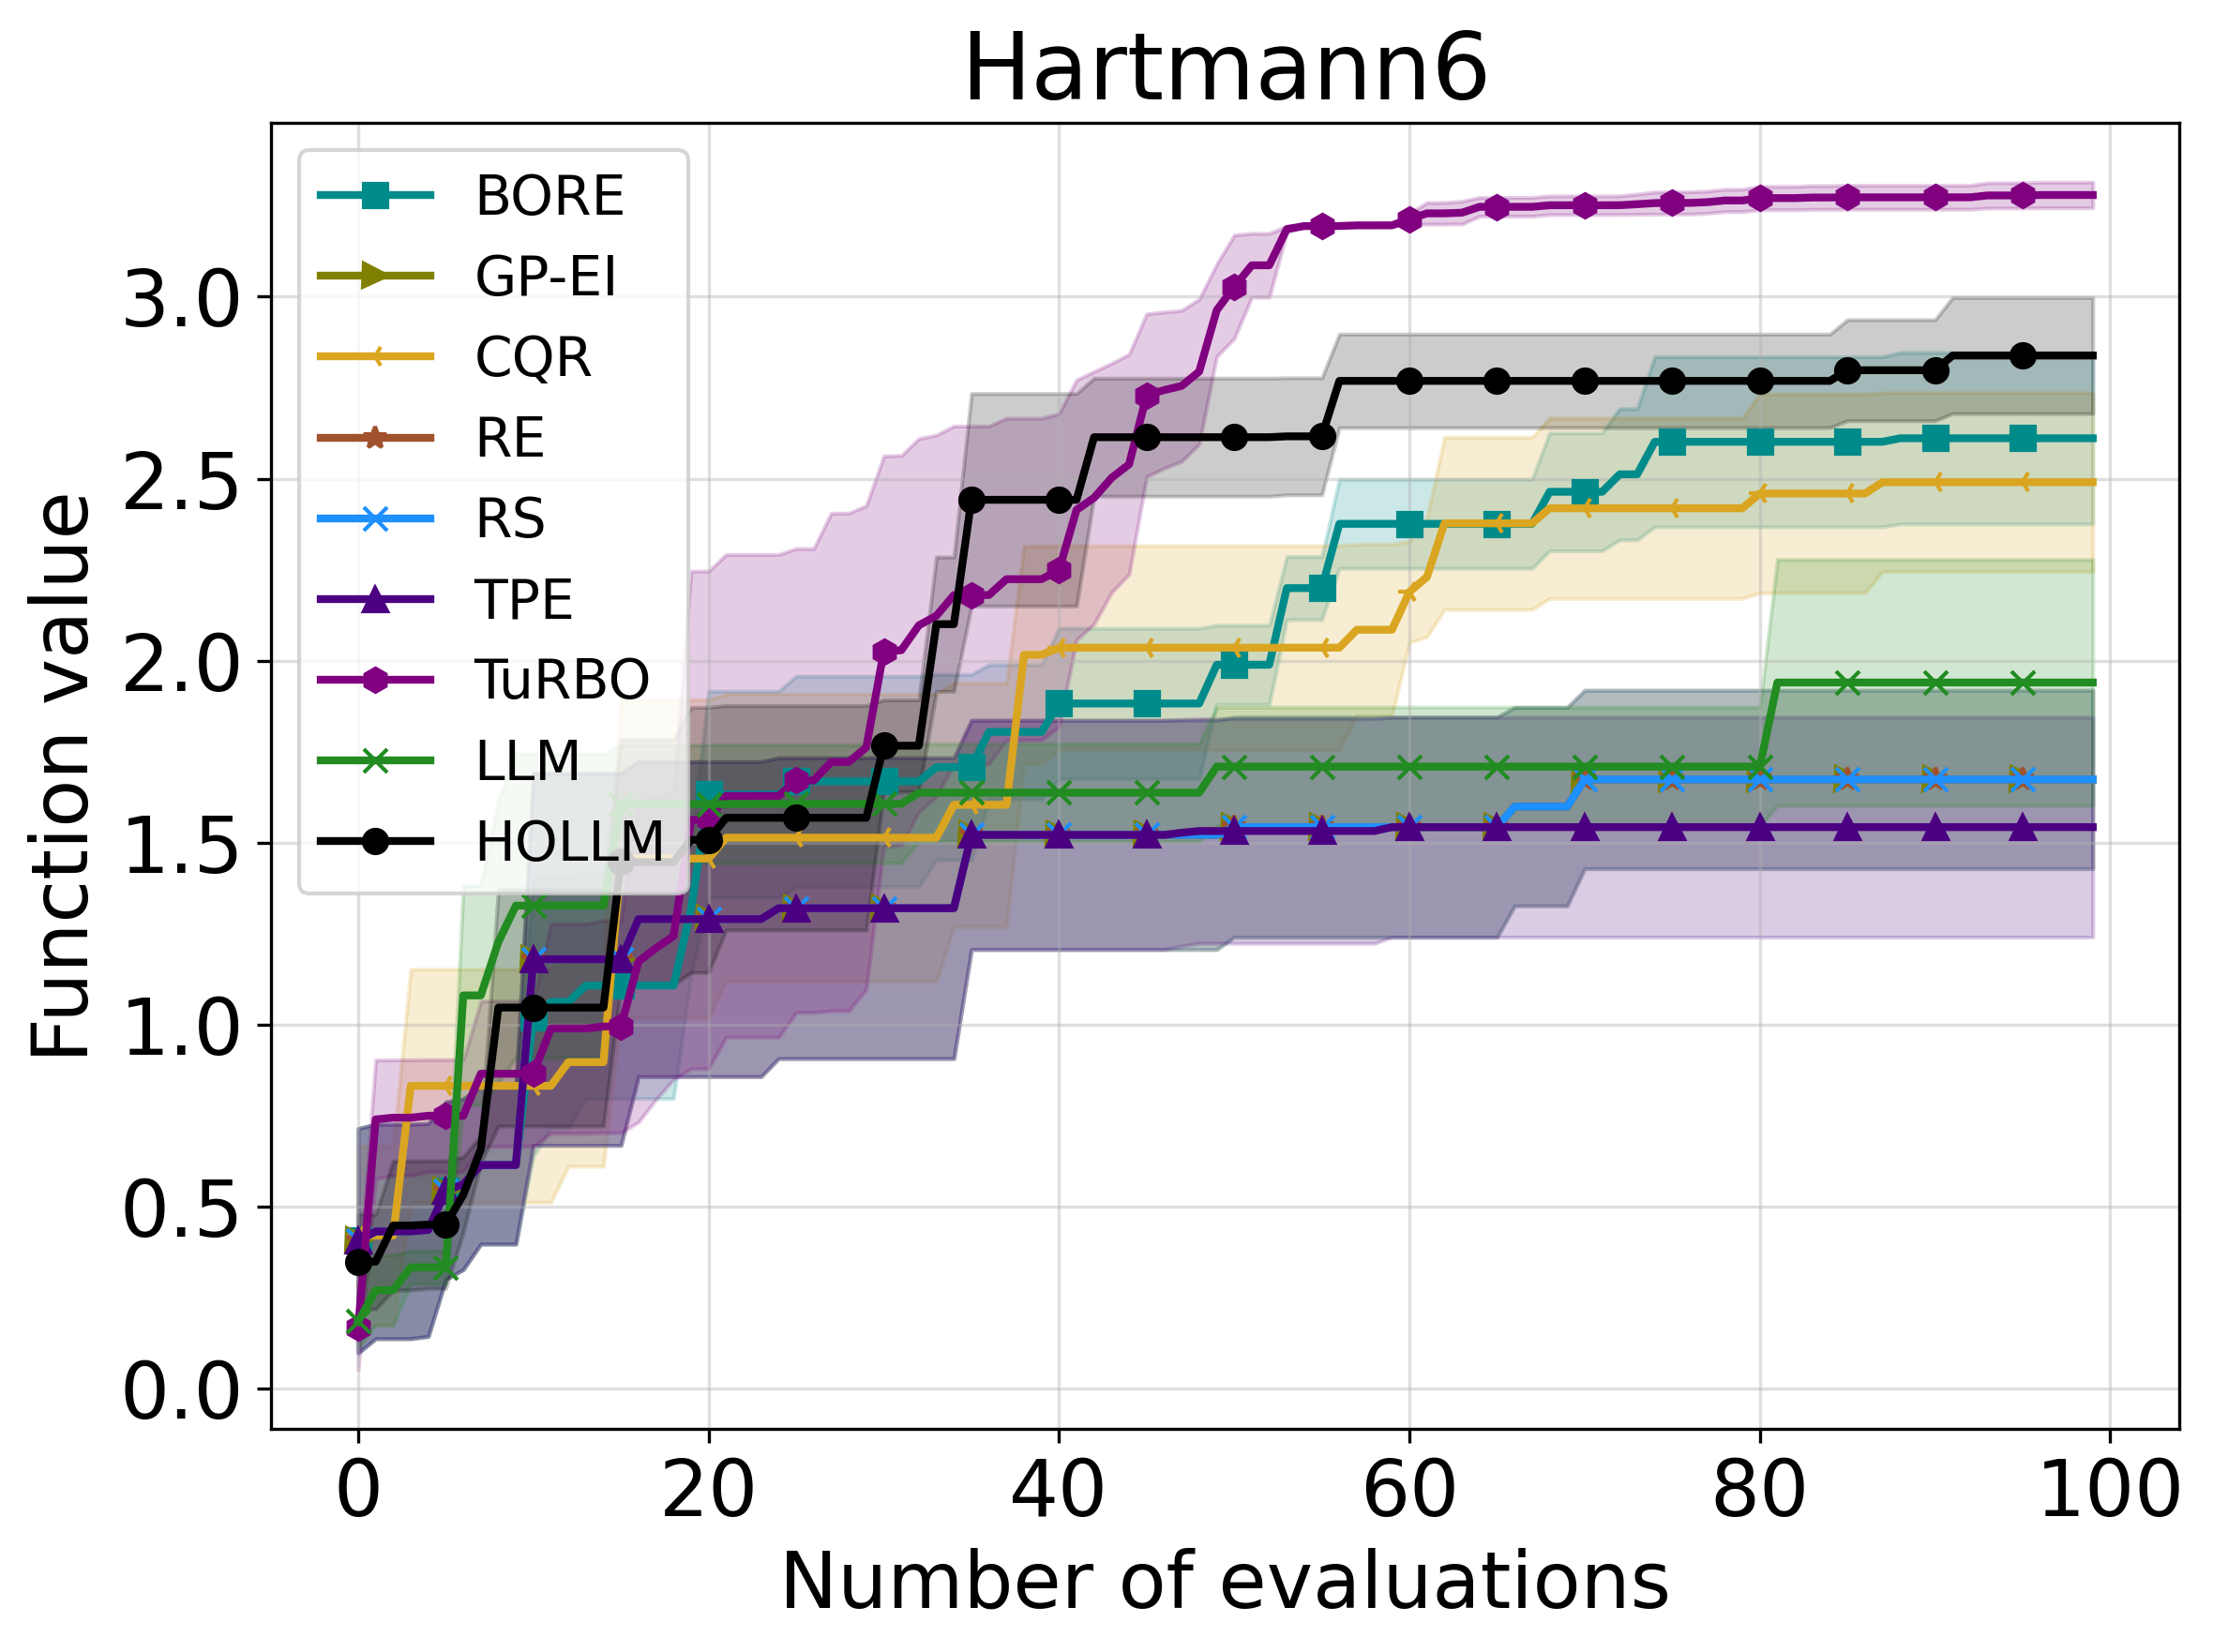 Hartmann6
BORE
GP-EI
CQR
RE
RS
TPE
TuRBO
LLM
HOLLM
Function value
3.0
2.5
2.0
1.5
1.0
0.5
0.0
0 20 40 60 80 100
Number of evaluations